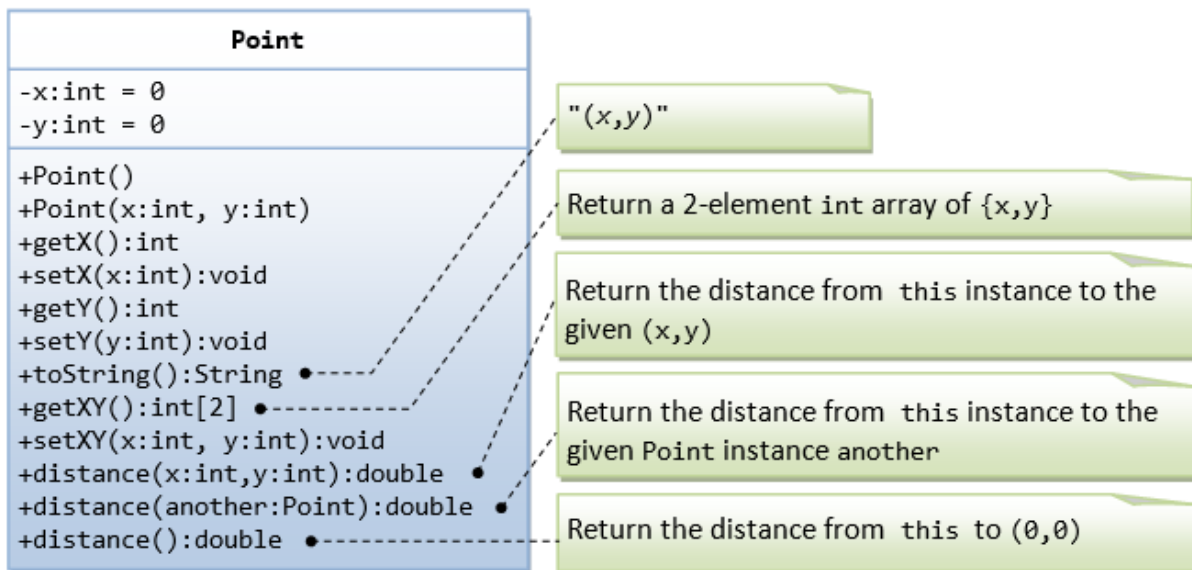 Point
-x:int = 0
-y:int = 0
+Point()
+Point(x:int, y:int)
+getX():int
+setX(x:int):void
+getY():int
+setY(y:int):void
+toString():String
+getXY():int[2]
+setXY(x:int, y:int):void
+distance(x:int,y:int):double
+distance(another:Point):double
+distance():double
"(x,y)"
Return a 2-element int array of {x,y}
Return the distance from this instance to the
given (x,y)
Return the distance from this instance to the
given Point instance another
Return the distance from this to (0,0)